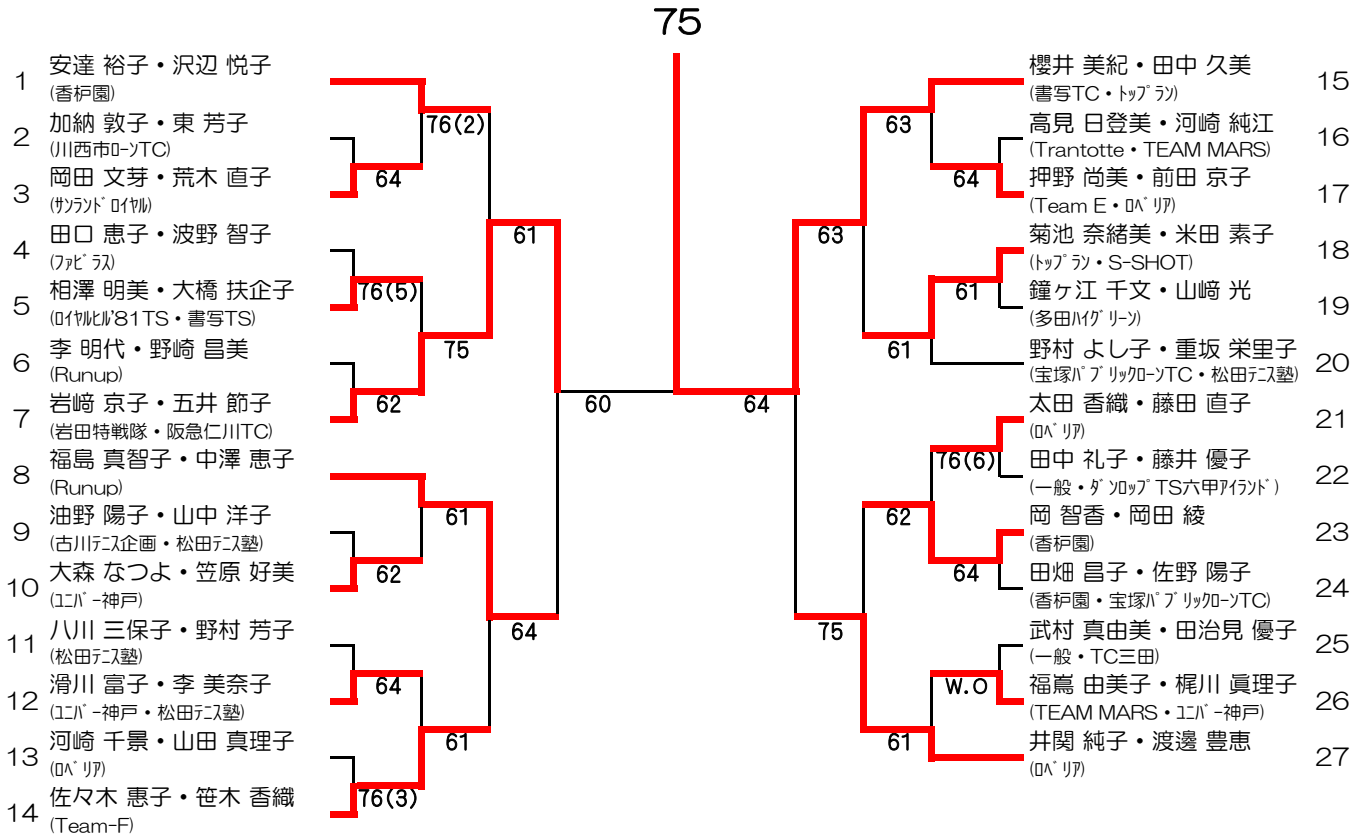 75
1
安達 裕子・沢辺 悦子
(香枦園)
2
加納 敦子・東 芳子
(川西市ローンTC)
3
岡田 文芽・荒木 直子
(サンランドロイヤル)
4
田口 恵子・波野 智子
(ファビラス)
5
相澤 明美・大橋 扶企子
(ロイヤルヒル'81TS・書写TS)
6
李 明代・野崎 昌美
(Runup)
7
岩﨑 京子・五井 節子
(岩田特戦隊・阪急仁川TC)
8
福島 真智子・中澤 恵子
(Runup)
9
油野 陽子・山中 洋子
(古川テニス企画・松田テニス塾)
10
大森 なつよ・笠原 好美
(ユニバー神戸)
11
八川 三保子・野村 芳子
(松田テニス塾)
12
滑川 富子・李 美奈子
(ユニバー神戸・松田テニス塾)
13
河崎 千景・山田 真理子
(ロベリア)
14
佐々木 恵子・笹木 香織
(Team-F)
76(2)
64
61
76(5)
75
62
60
61
62
64
64
61
76(3)
櫻井 美紀・田中 久美
(書写TC・トップラン)
15
高見 日登美・河崎 純江
(Trantotte・TEAM MARS)
16
押野 尚美・前田 京子
(Team E・ロベリア)
17
菊池 奈緒美・米田 素子
(トップラン・S-SHOT)
18
鐘ヶ江 千文・山﨑 光
(多田ハイグリーン)
19
野村 よし子・重坂 栄里子
(宝塚パブリックローンTC・松田テニス塾)
20
太田 香織・藤田 直子
(ロベリア)
21
田中 礼子・藤井 優子
(一般・ダンロップTS六甲アイランド)
22
岡 智香・岡田 綾
(香枦園)
23
田畑 昌子・佐野 陽子
(香枦園・宝塚パブリックローンTC)
24
武村 真由美・田治見 優子
(一般・TC三田)
25
福嶌 由美子・梶川 眞理子
(TEAM MARS・ユニバー神戸)
26
井関 純子・渡邊 豊恵
(ロベリア)
27
63
64
63
61
61
64
76(6)
62
64
75
W.O
61